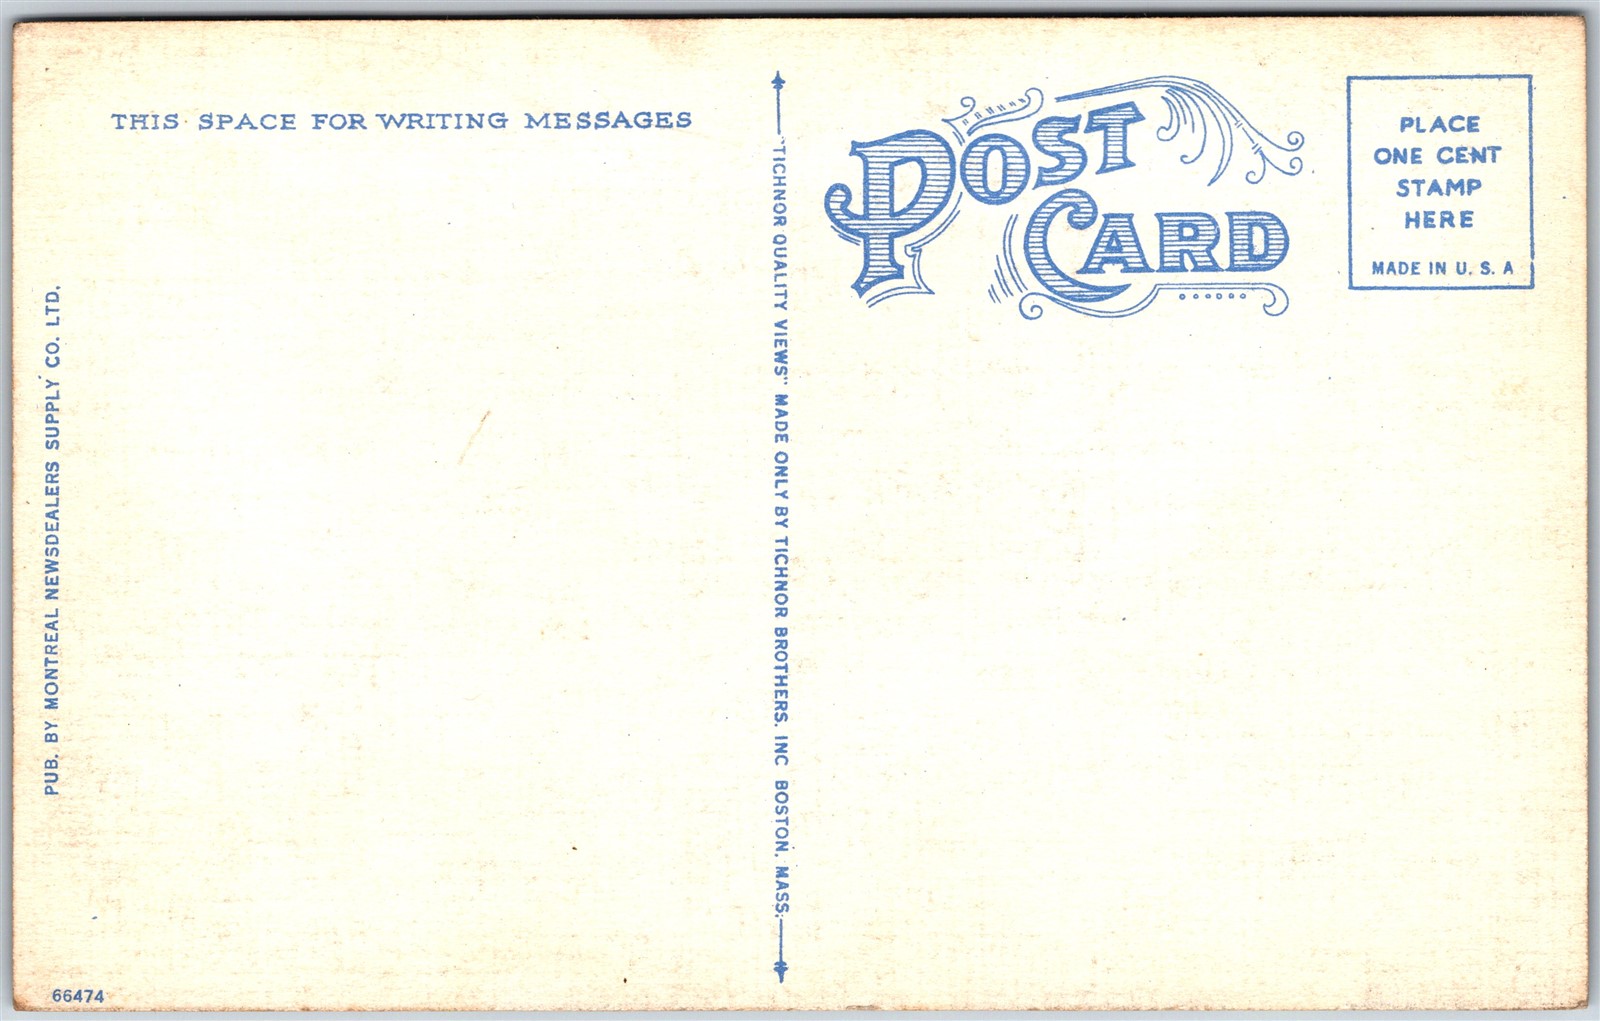 THIS SPACE FOR WRITING MESSAGES
POST
CARD
PLACE
ONE CENT
STAMP
HERE
MADE IN U. S. A
"TICHNOR QUALITY VIEWS" MADE ONLY BY TICHNOR BROTHERS. INC BOSTON. MASS.
PUB. BY MONTREAL NEWSDEALERS SUPPLY CO. LTD.
66474